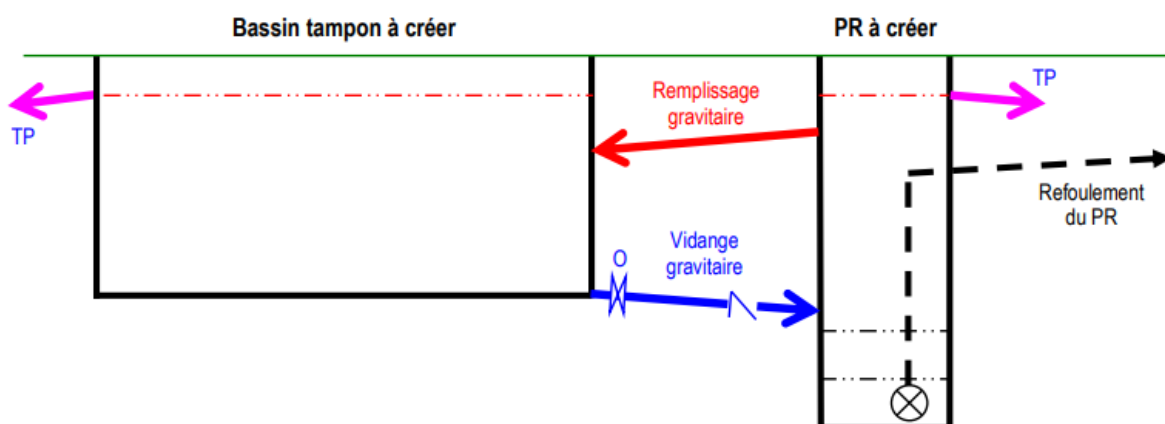 Bassin tampon à créer
PR à créer
TP
Remplissage
gravitaire
TP
Refoulement
du PR
O
Vidange
gravitaire